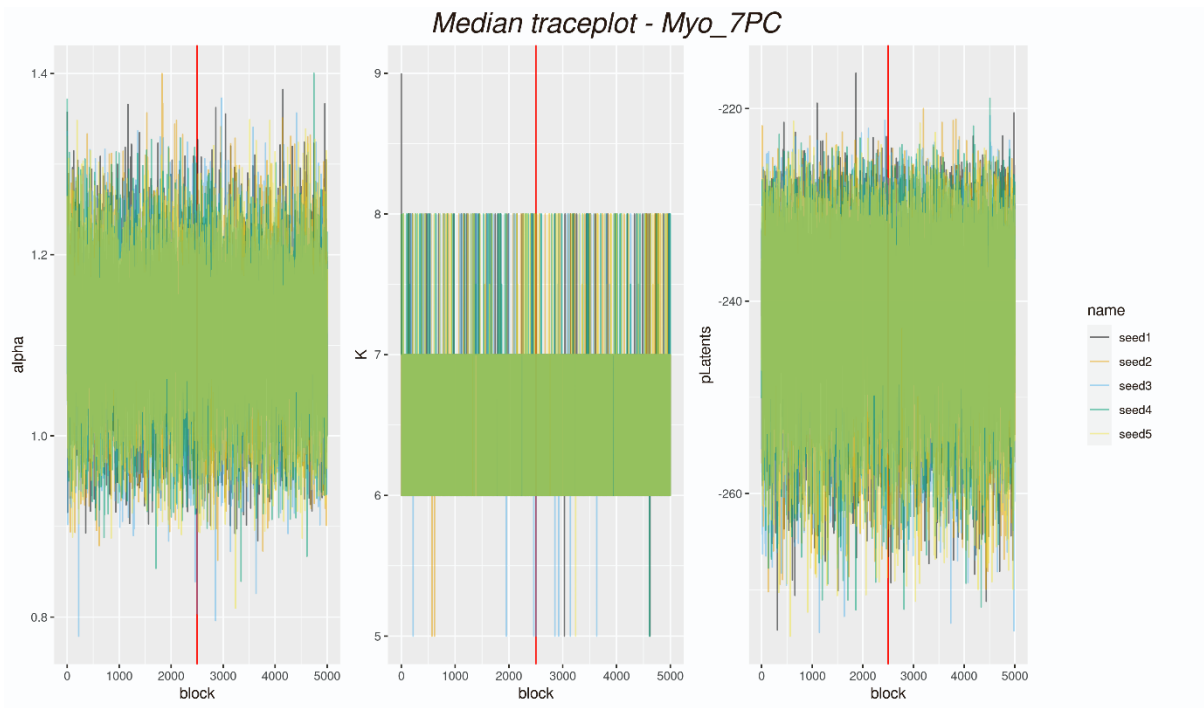 Median traceplot - Myo_7PC
alpha
1.4
1.2
1.0
0.8
0 1000 2000 3000 4000 5000
block
K
9
8
7
6
5
0 1000 2000 3000 4000 5000
block
pLatents
-220
-230
-240
-250
-260
0 1000 2000 3000 4000 5000
block
name
seed1
seed2
seed3
seed4
seed5